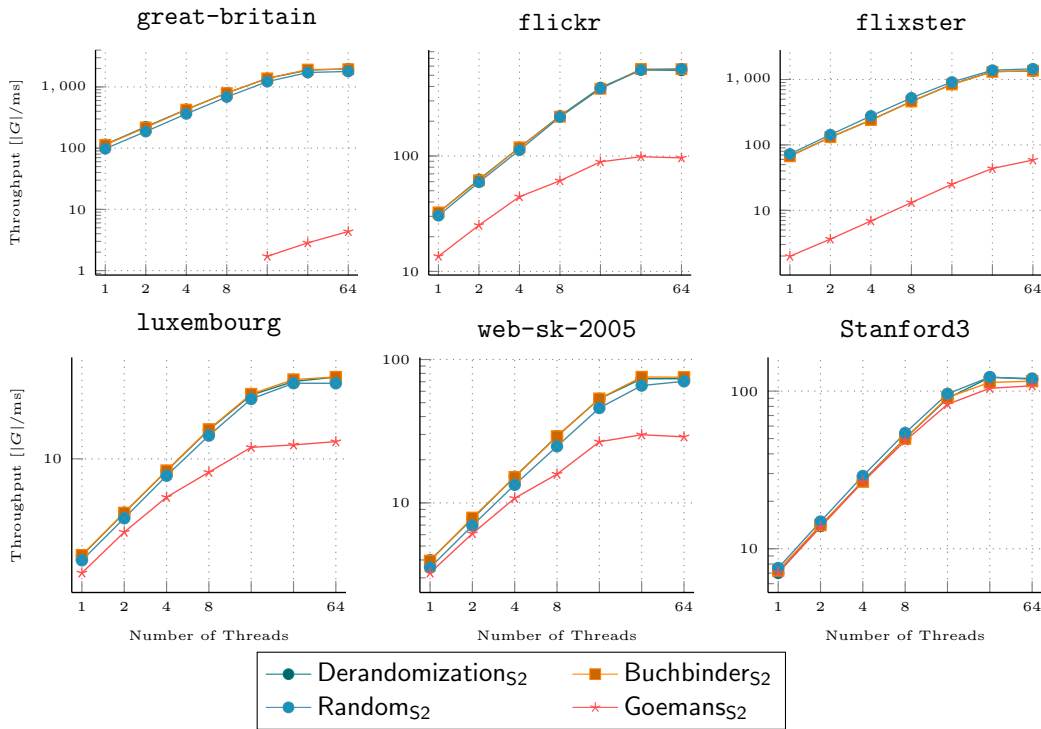 great-britain
flickr
flixster
Throughput [|G|/ms]
1,000
100
10
1
1 2 4 8 64
100
10
1 2 4 8 64
1,000
100
10
1 2 4 8 64
luxembourg
web-sk-2005
Stanford3
Throughput [|G|/ms]
10
1 2 4 8 64
Number of Threads
100
10
1 2 4 8 64
Number of Threads
100
10
1 2 4 8 64
Number of Threads
Derandomization_S2
Buchbinder_S2
Random_S2
Goemans_S2